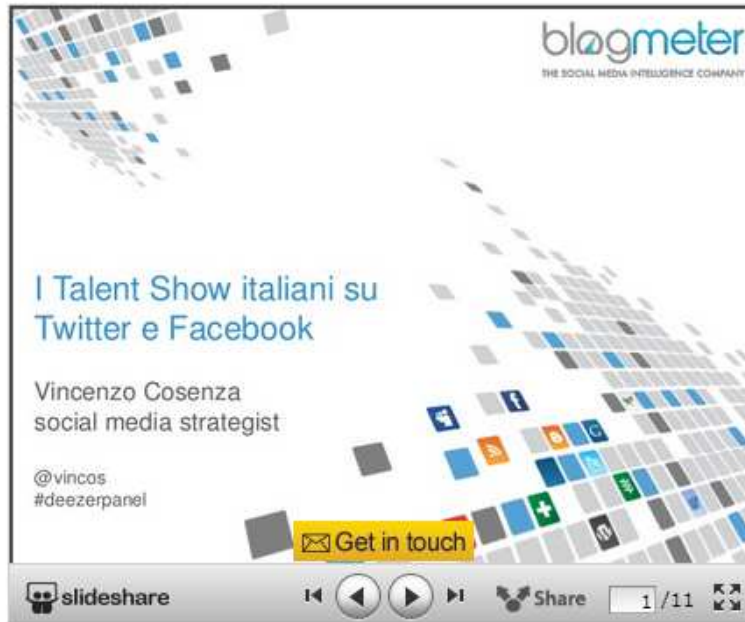 blogmeter
THE SOCIAL MEDIA INTELLIGENCE COMPANY
I Talent Show italiani su
Twitter e Facebook
Vincenzo Cosenza
social media strategist
@vincos
#deezerpanel
Get in touch
slideshare
Share
1 /11